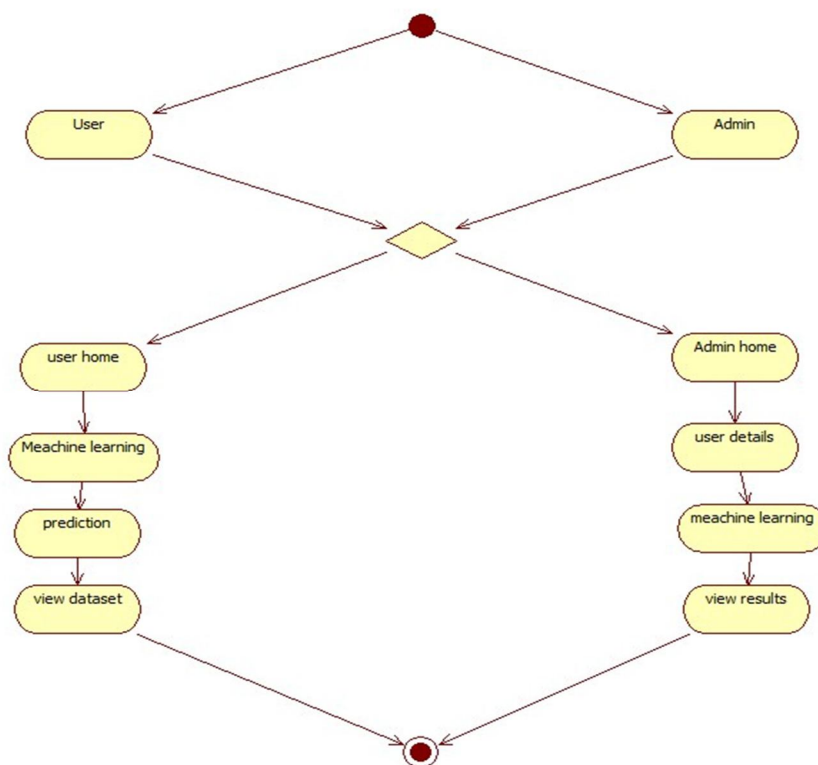 User
Admin
user home
Admin home
Meachine learning
user details
prediction
meachine learning
view dataset
view results